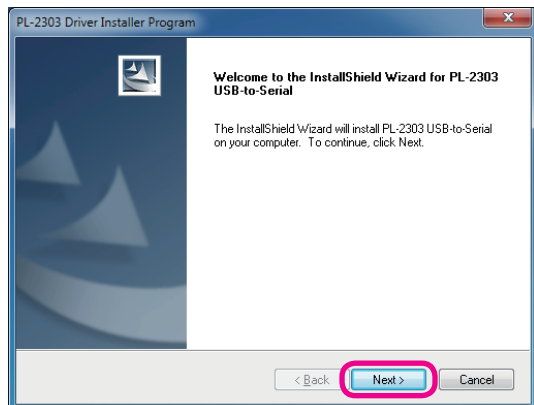 PL-2303 Driver Installer Program
Welcome to the InstallShield Wizard for PL-2303
USB-to-Serial
The InstallShield Wizard will install PL-2303 USB-to-Serial
on your computer. To continue, click Next.
< Back
Next >
Cancel